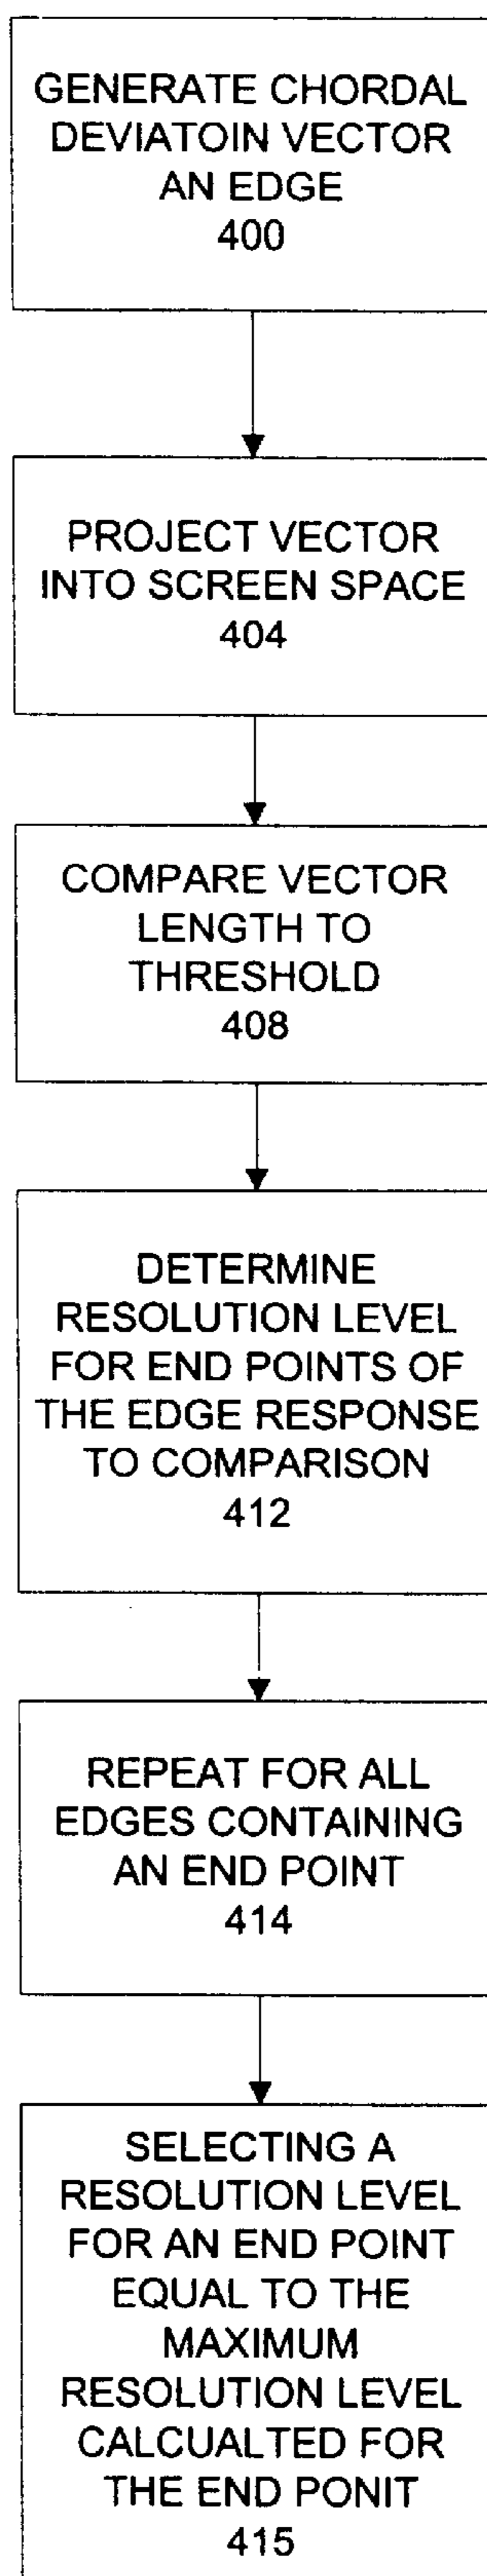 GENERATE CHORDAL
DEVIATOIN VECTOR
AN EDGE
400
PROJECT VECTOR
INTO SCREEN SPACE
404
COMPARE VECTOR
LENGTH TO
THRESHOLD
408
DETERMINE
RESOLUTION LEVEL
FOR END POINTS OF
THE EDGE RESPONSE
TO COMPARISON
412
REPEAT FOR ALL
EDGES CONTAINING
AN END POINT
414
SELECTING A
RESOLUTION LEVEL
FOR AN END POINT
EQUAL TO THE
MAXIMUM
RESOLUTION LEVEL
CALCUALTED FOR
THE END PONIT
415